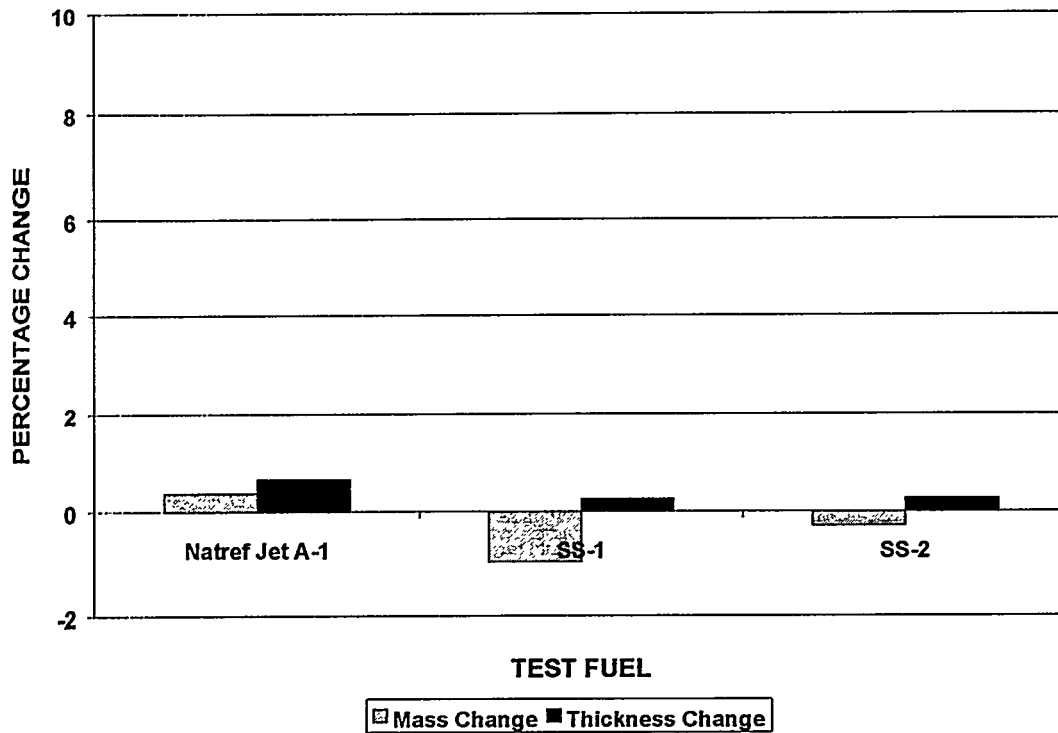 10
8
6
4
2
0
-2
PERCENTAGE CHANGE
Natref Jet A-1
SS-1
SS-2
TEST FUEL
Mass Change Thickness Change